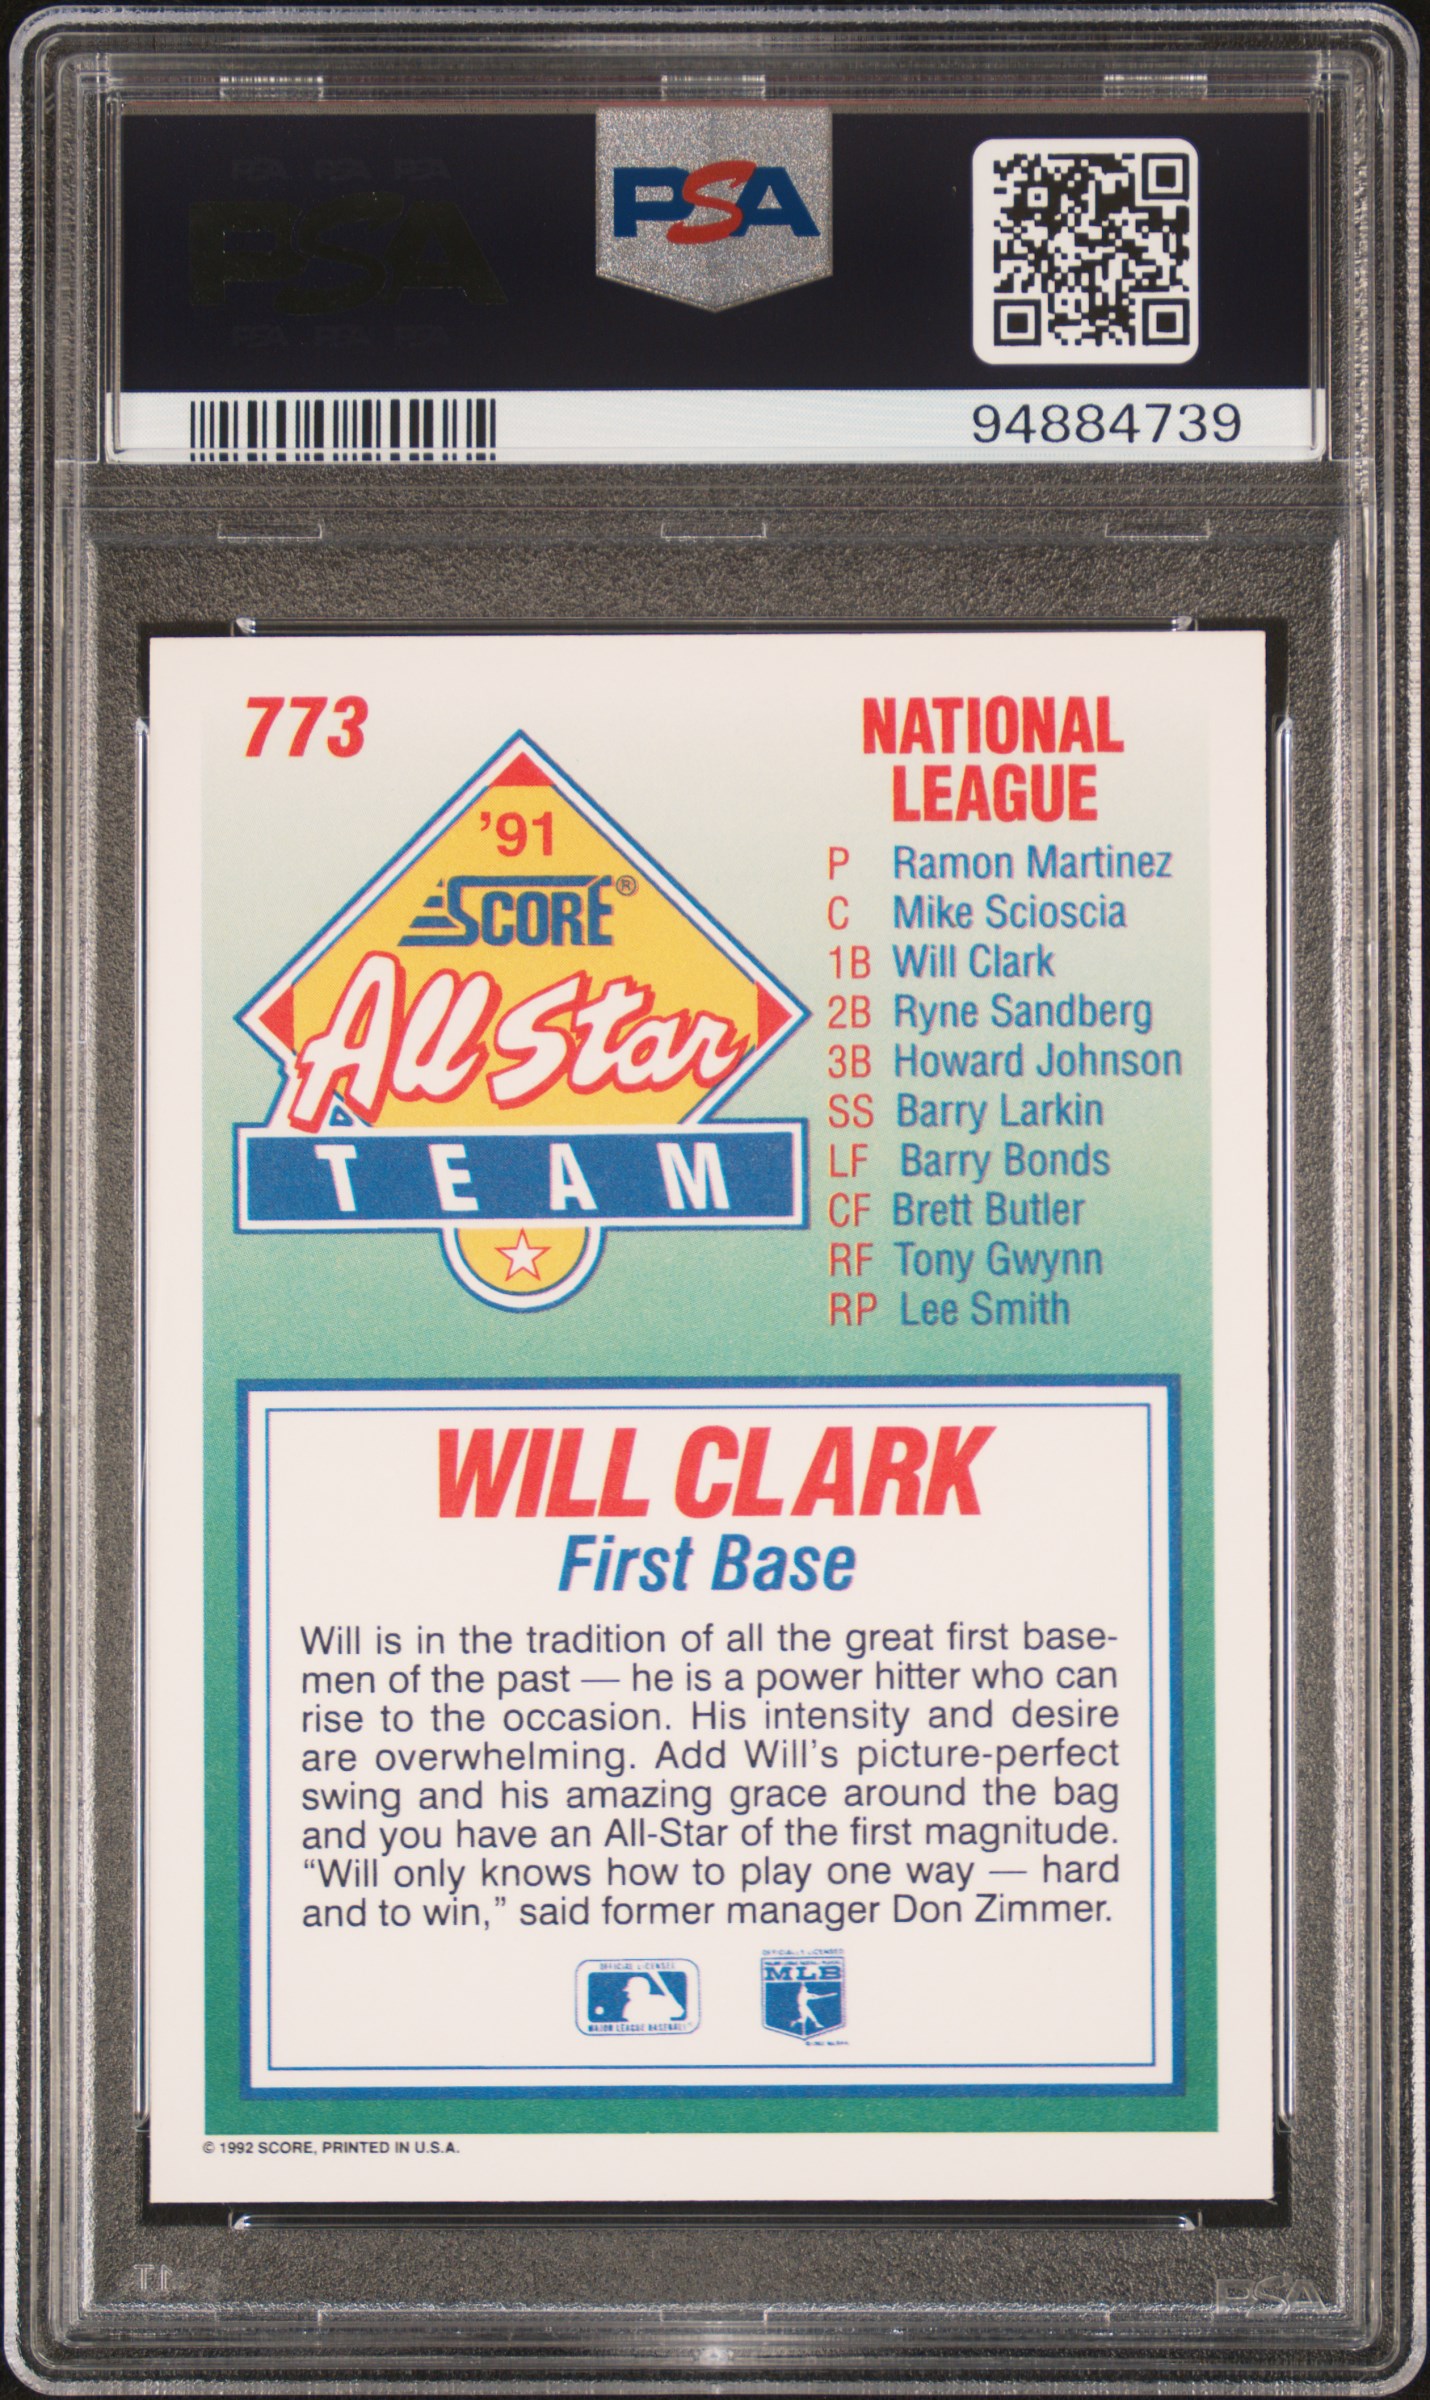 PSA
PSA
94884739
773
NATIONAL
LEAGUE
'91
SCORE®
All Star
TEAM
P Ramon Martinez
C Mike Scioscia
1B Will Clark
2B Ryne Sandberg
3B Howard Johnson
SS Barry Larkin
LF Barry Bonds
CF Brett Butler
RF Tony Gwynn
RP Lee Smith
WILL CLARK
First Base
Will is in the tradition of all the great first base-
men of the past — he is a power hitter who can
rise to the occasion. His intensity and desire
are overwhelming. Add Will's picture-perfect
swing and his amazing grace around the bag
and you have an All-Star of the first magnitude.
“Will only knows how to play one way — hard
and to win,” said former manager Don Zimmer.
MAJOR LEAGUE BASEBALL
OFFICIALLY LICENSED
MLB
© 1992 SCORE, PRINTED IN U.S.A.
PSA